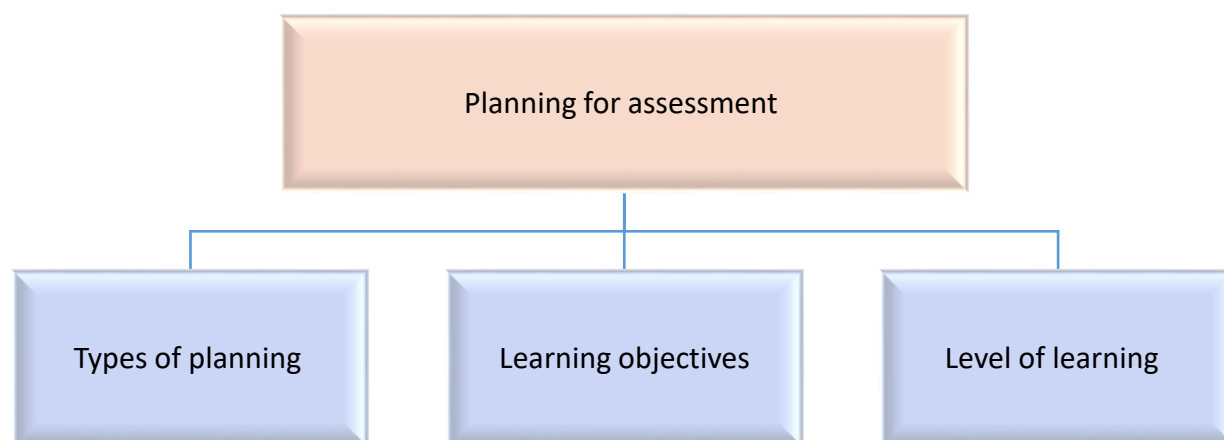 Planning for assessment
Types of planning
Learning objectives
Level of learning